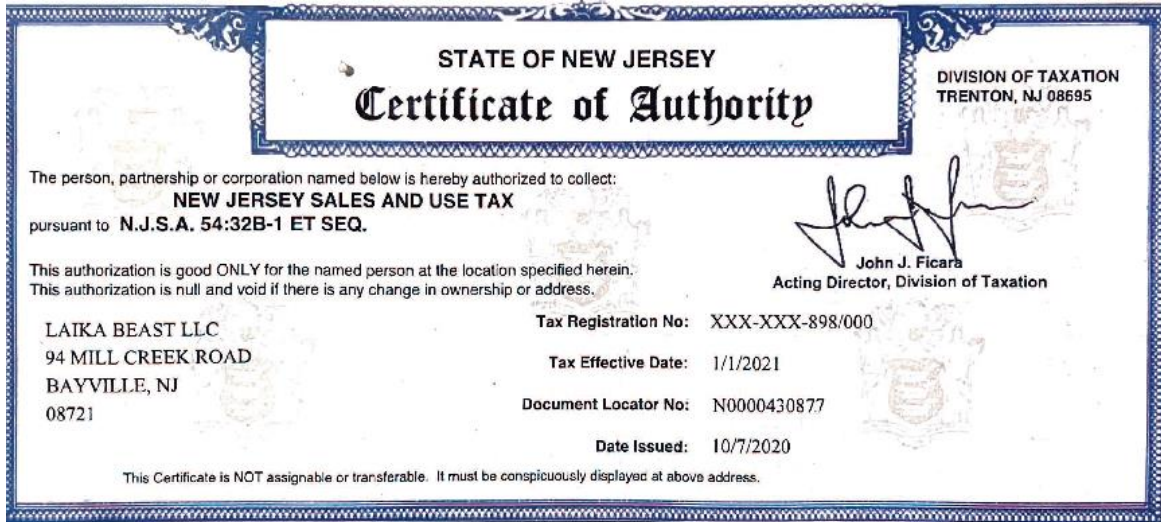 STATE OF NEW JERSEY
Certificate of Authority
DIVISION OF TAXATION
TRENTON, NJ 08695
The person, partnership or corporation named below is hereby authorized to collect:
NEW JERSEY SALES AND USE TAX
pursuant to N.J.S.A. 54:32B-1 ET SEQ.
This authorization is good ONLY for the named person at the location specified herein.
This authorization is null and void if there is any change in ownership or address.
John J. Ficara
Acting Director, Division of Taxation
LAIKA BEAST LLC
94 MILL CREEK ROAD
BAYVILLE, NJ
08721
Tax Registration No: XXX-XXX-898/000
Tax Effective Date: 1/1/2021
Document Locator No: N0000430877
Date Issued: 10/7/2020
This Certificate is NOT assignable or transferable. It must be conspicuously displayed at above address.